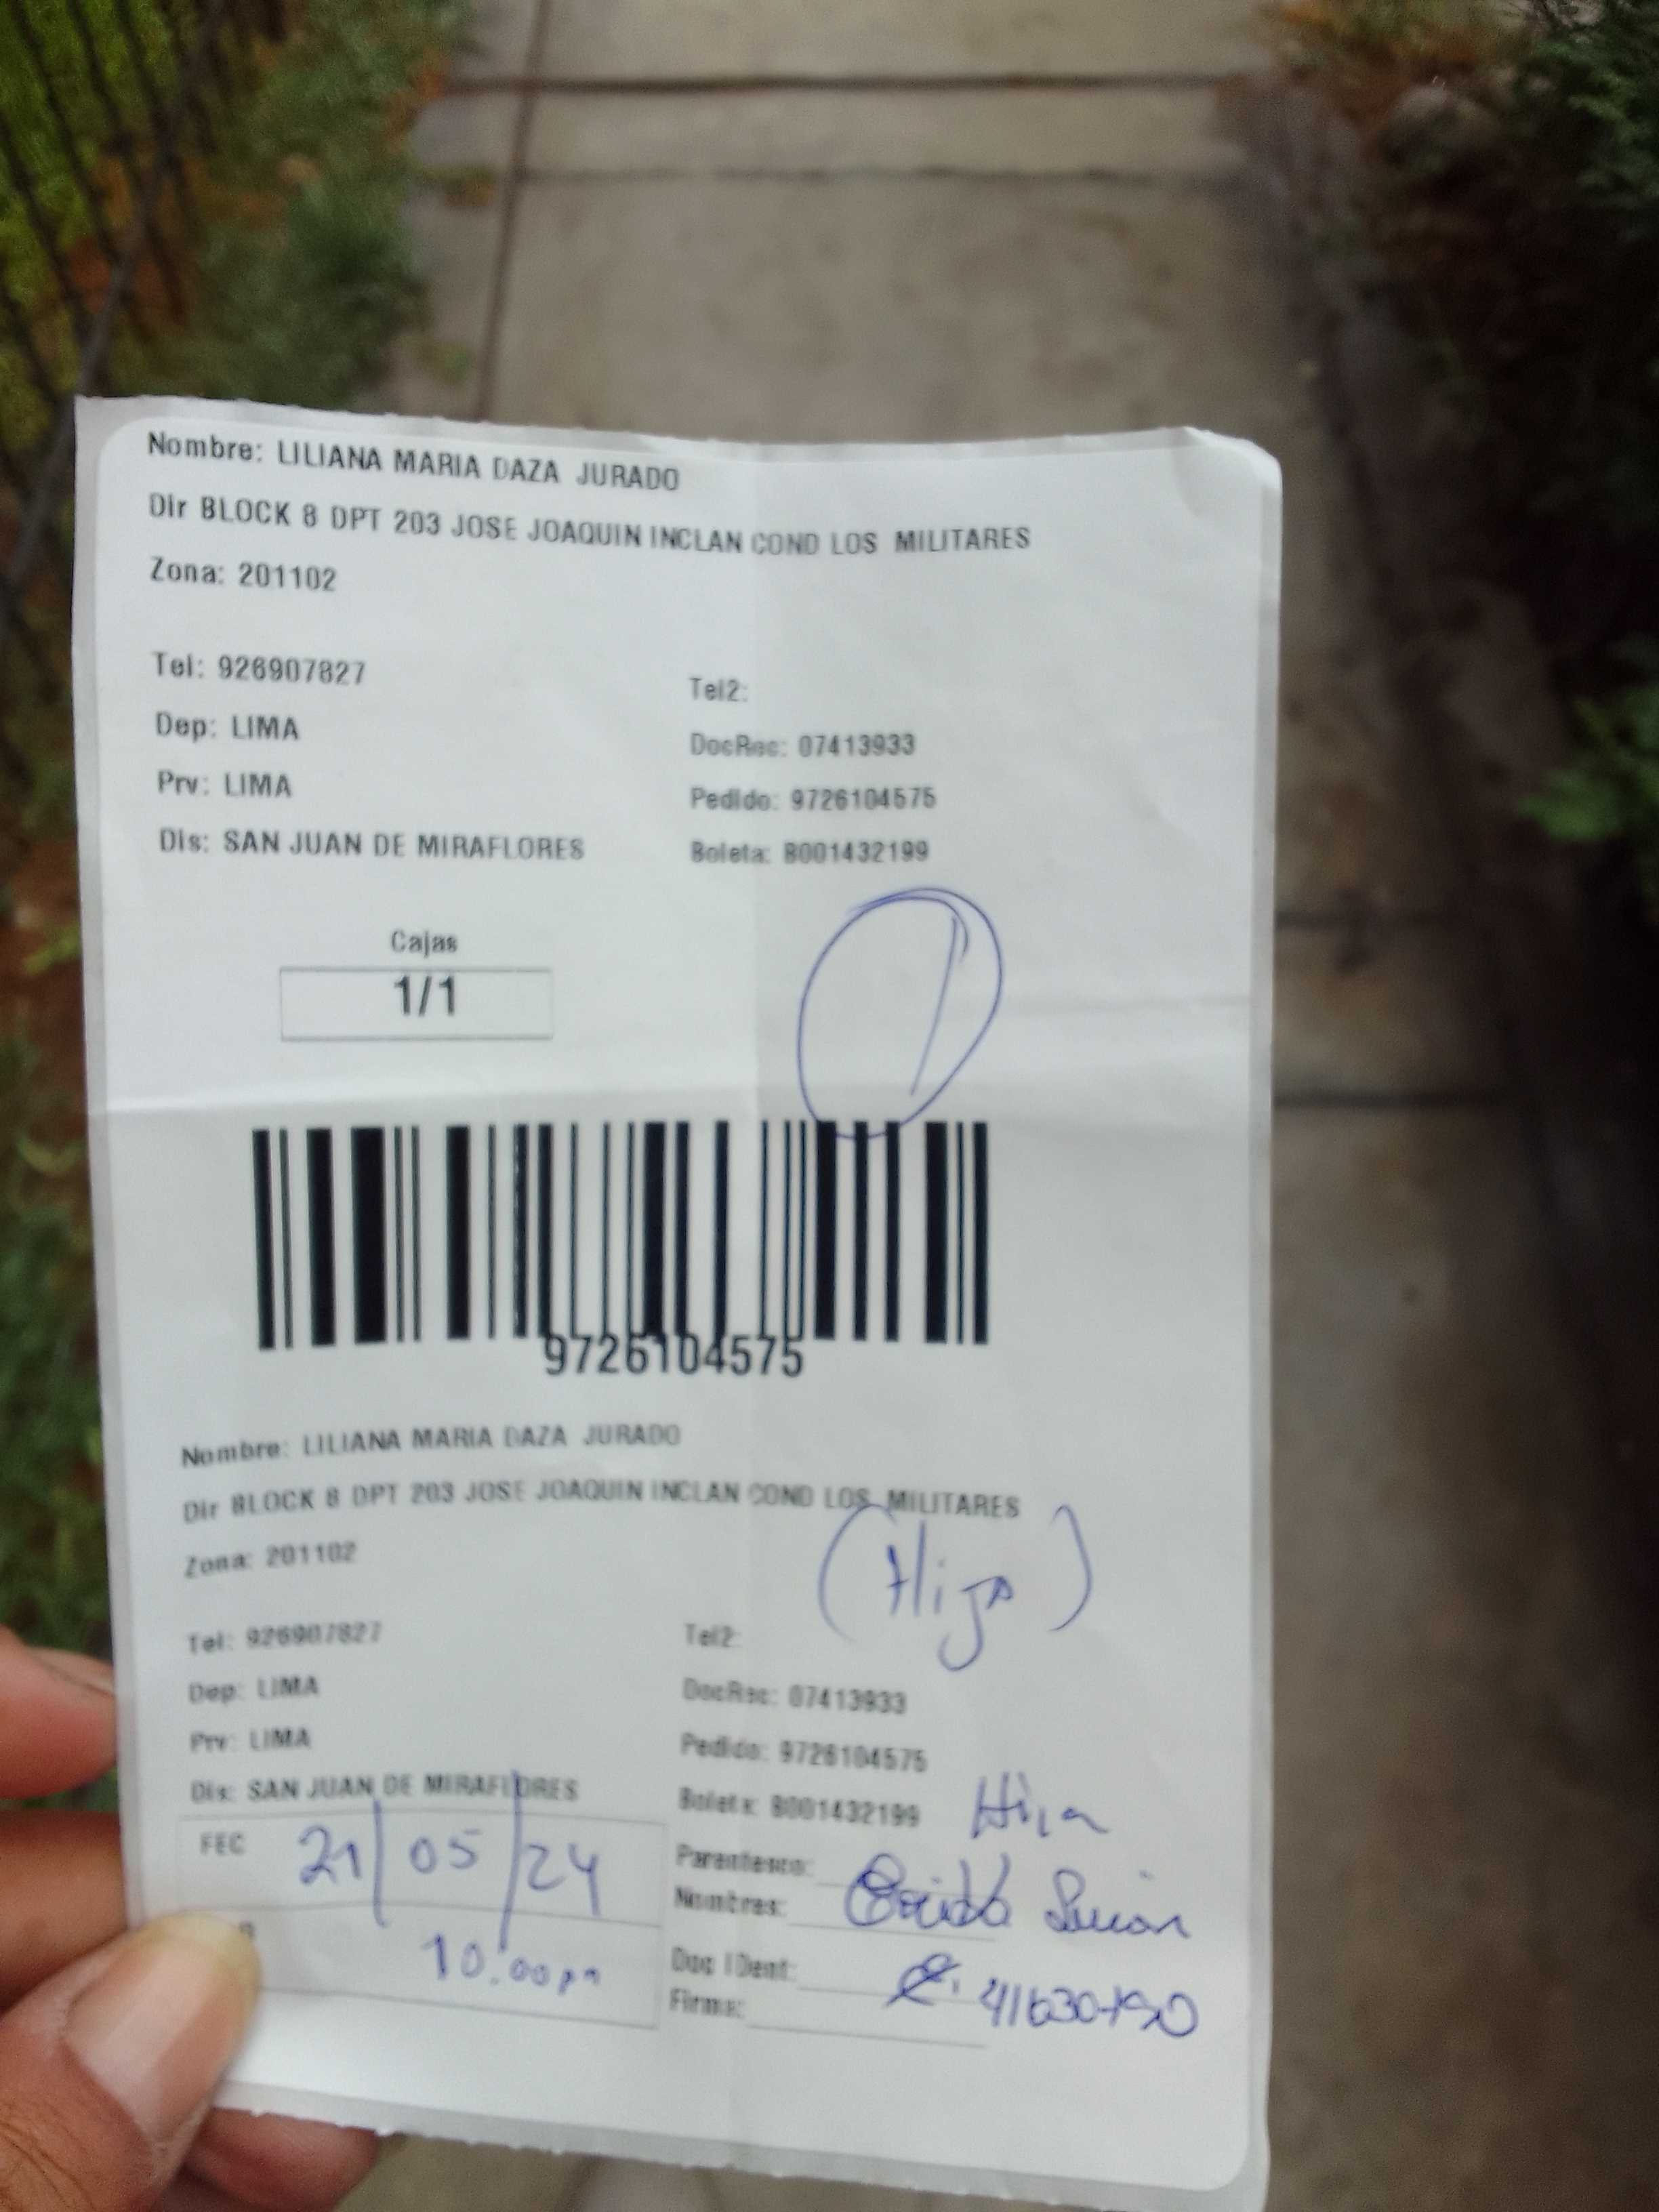 Nombre: LILIANA MARIA DAZA JURADO
Dir BLOCK 8 DPT 203 JOSE JOAQUIN INCLAN COND LOS MILITARES
Zona: 201102
Tel: 926907827
Tel2:
Dep: LIMA
DocRec: 07413933
Prv: LIMA
Pedido: 9726104575
Dis: SAN JUAN DE MIRAFLORES
Boleta: B001432199
Cajas
1/1
9726104575
Nombre: LILIANA MARIA DAZA JURADO
Dir BLOCK 8 DPT 203 JOSE JOAQUIN INCLAN COND LOS MILITARES
(Hija)
Zona: 201102
Tel: 926907827
Tel2:
Dep: LIMA
DocRec: 07413933
Prv: LIMA
Pedido: 9726104575
Dis: SAN JUAN DE MIRAFLORES
Boleta: B001432199
FEC 21/05/24
Parentesco:
Nombres:
10:00
Doc IDent:
Firma: